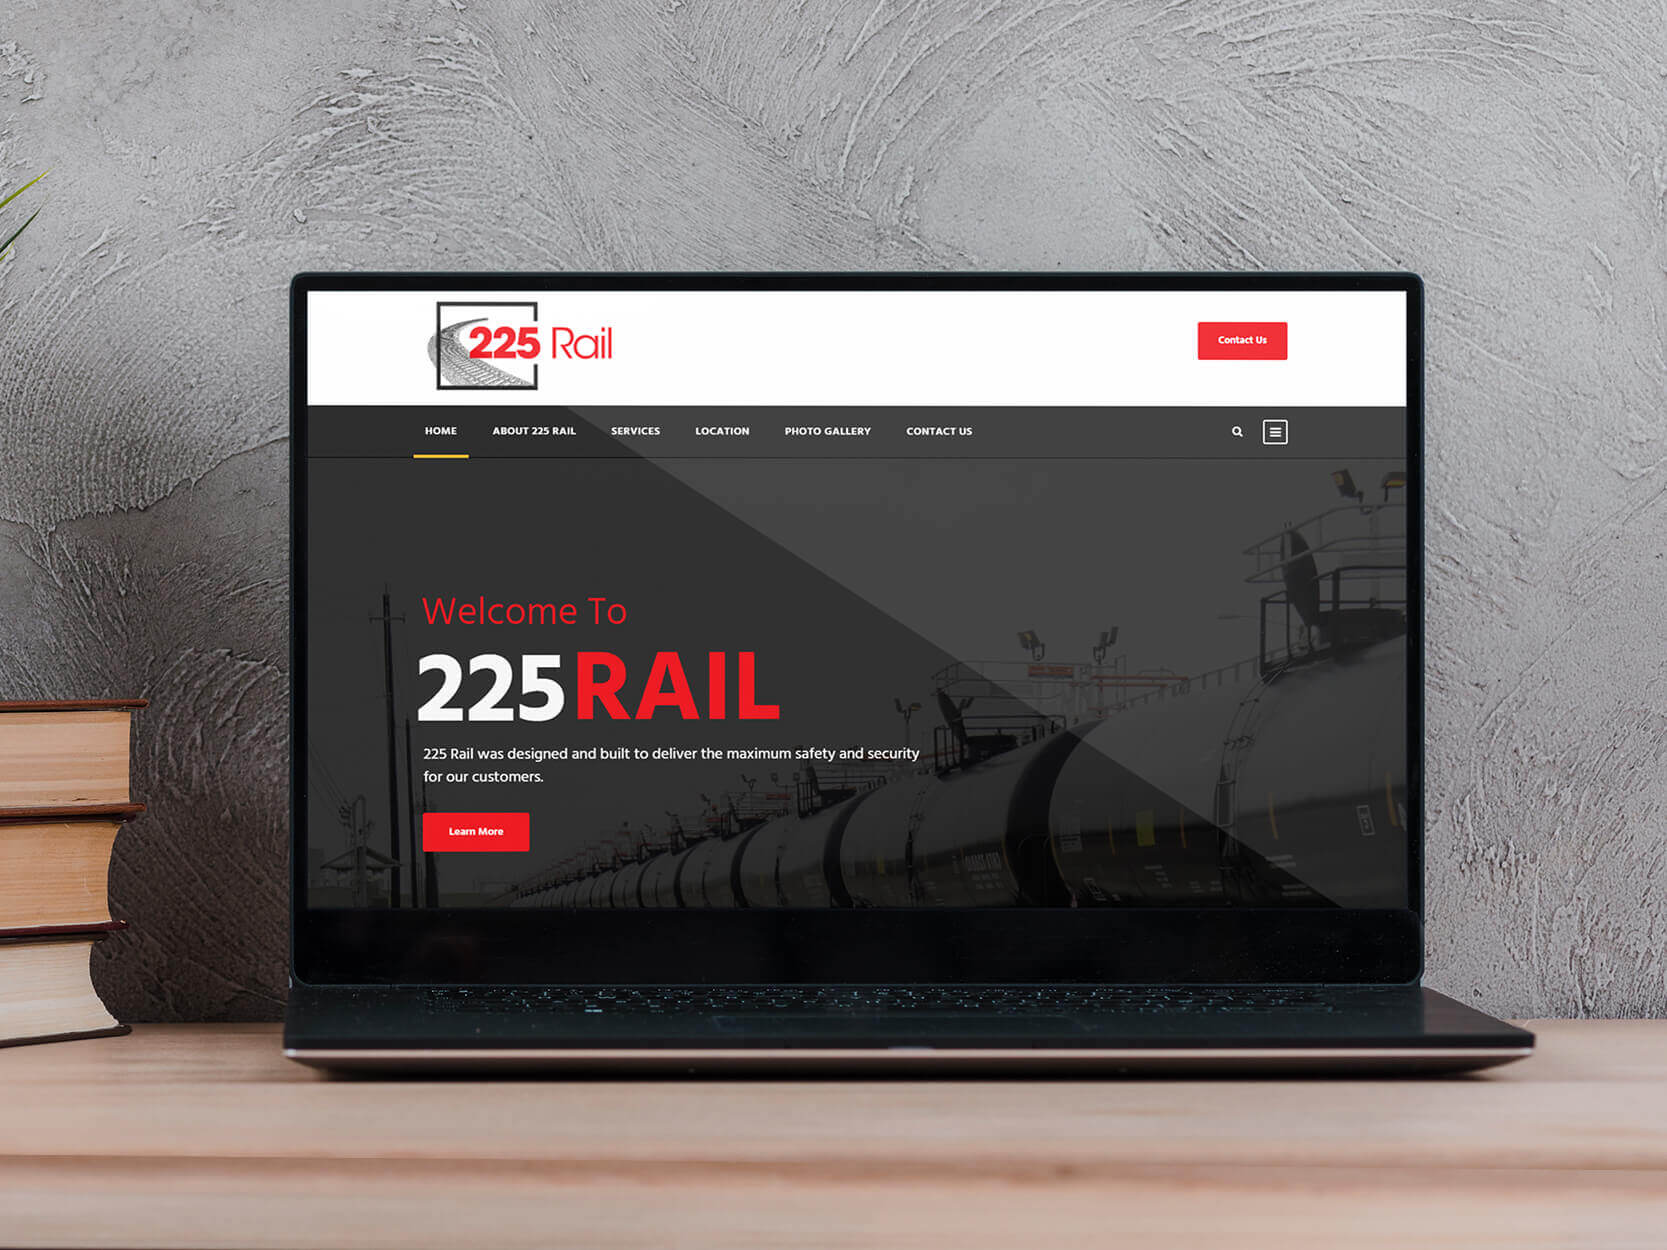 225 Rail
Contact Us
HOME
ABOUT 225 RAIL
SERVICES
LOCATION
PHOTO GALLERY
CONTACT US
Welcome To
225 RAIL
225 Rail was designed and built to deliver the maximum safety and security
for our customers.
Learn More